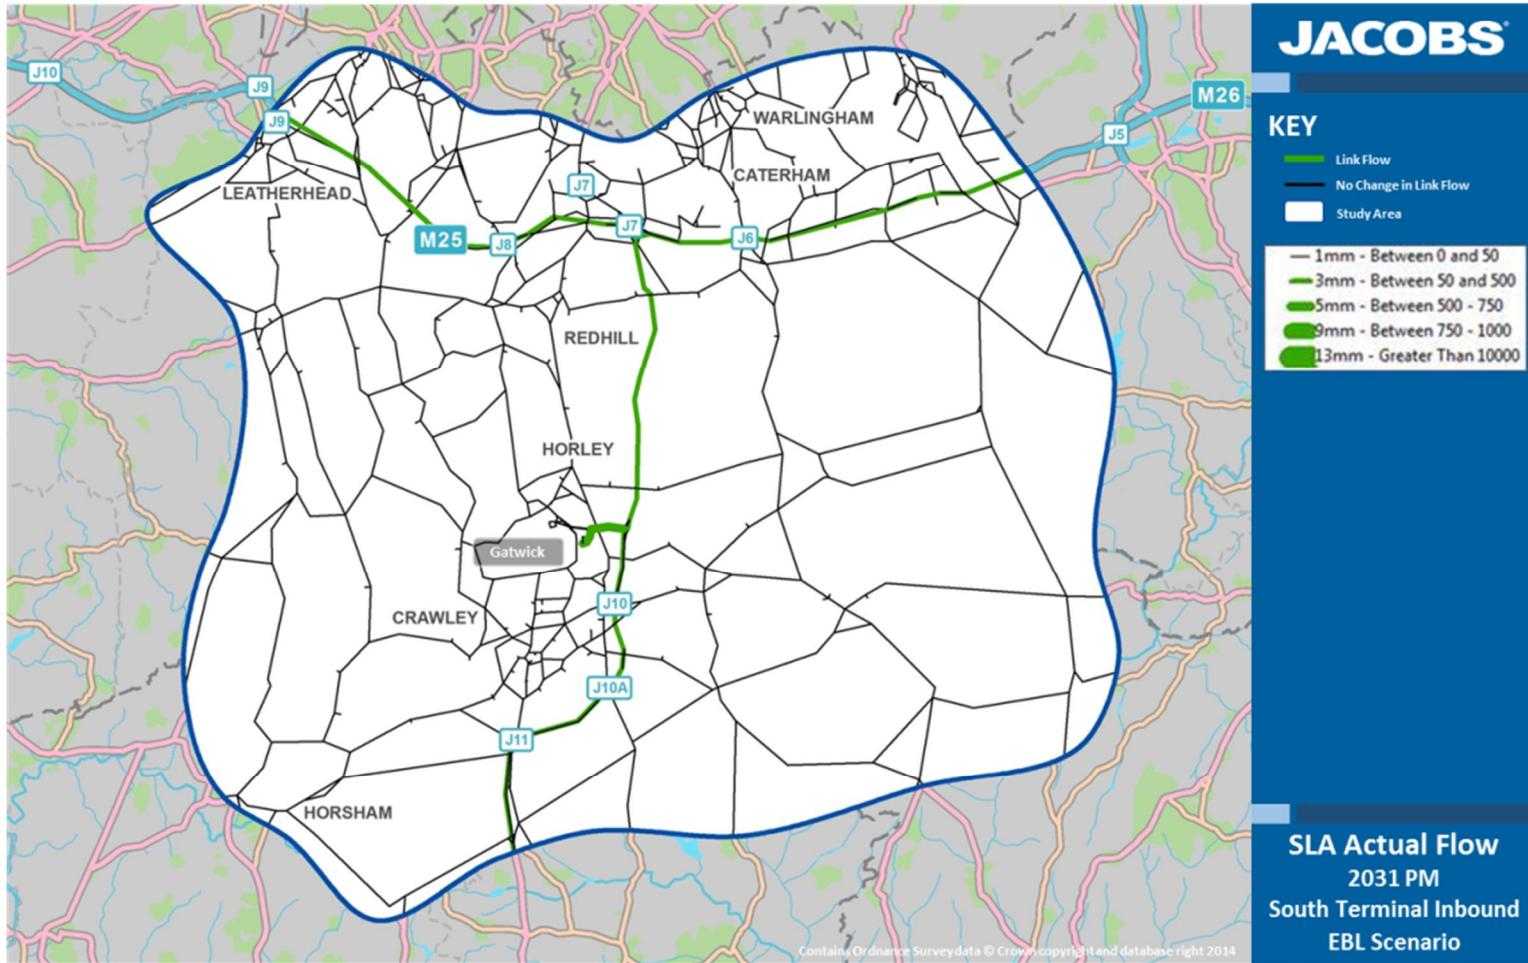 JACOBS
J10
J9
J9
M26
J5
KEY
Link Flow
No Change in Link Flow
Study Area
1mm - Between 0 and 50
3mm - Between 50 and 500
5mm - Between 500 - 750
9mm - Between 750 - 1000
13mm - Greater Than 10000
WARLINGHAM
CATERHAM
LEATHERHEAD
J7
J7
M25
J8
J6
REDHILL
HORLEY
Gatwick
J10
CRAWLEY
J10A
J11
HORSHAM
SLA Actual Flow
2031 PM
South Terminal Inbound
EBL Scenario
Contains Ordnance Survey data © Crown copyright and database right 2014